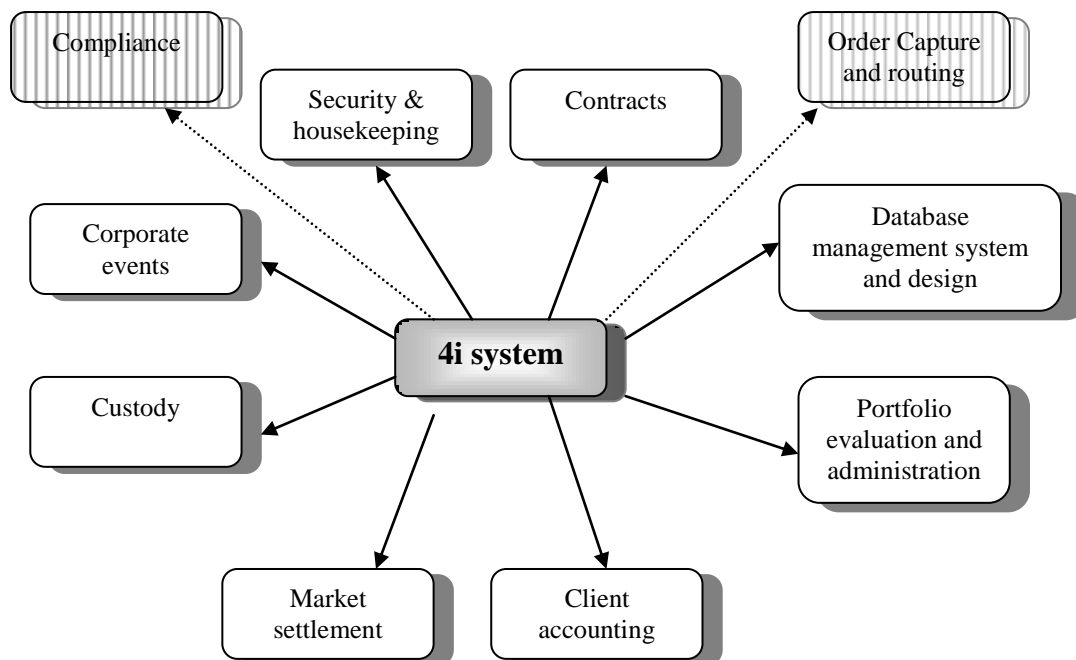 Compliance
Order Capture
and routing
Security &
housekeeping
Contracts
Corporate
events
Database
management system
and design
4i system
Custody
Portfolio
evaluation and
administration
Market
settlement
Client
accounting